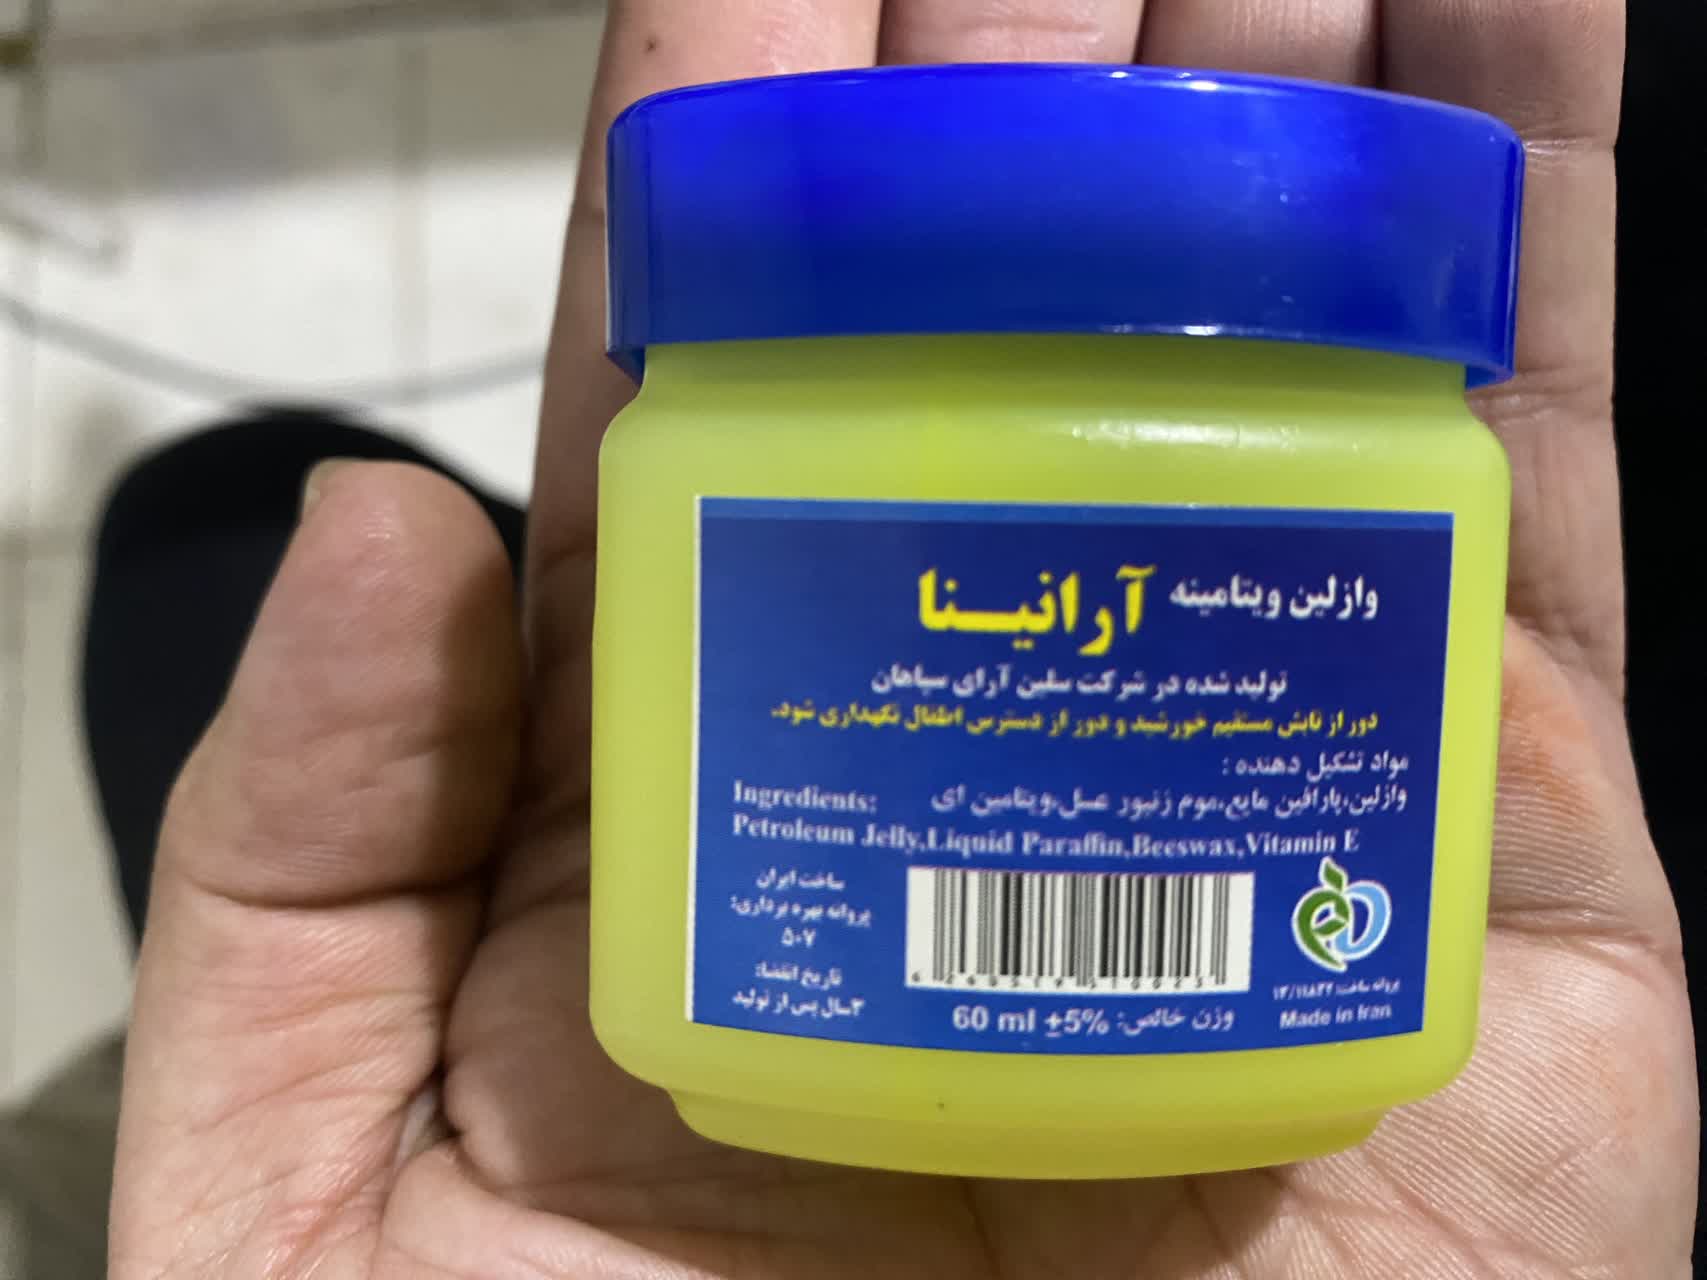 وازلین ویتامینه آرانینا
تولید شده در شرکت سلین آرای سپاهان
دور از تابش مستقیم خورشید و دور از دسترس اطفال نگهداری شود.
مواد تشکیل دهنده :
وازلین،پارافین مایع،موم زنبور عسل،ویتامین ای
Ingredients:
Petroleum Jelly,Liquid Paraffin,Beeswax,Vitamin E
ساخت ایران
پروانه بهره برداری:
۵۰۷
تاریخ انقضا:
۳سال پس از تولید
وزن خالص: 60 ml ±5%
پروانه ساخت:
Made in Iran